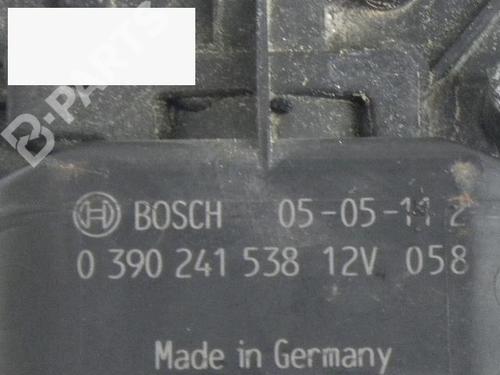 B-PARTS
BOSCH 05-05-11 2
0 390 241 538 12V 058
Made in Germany